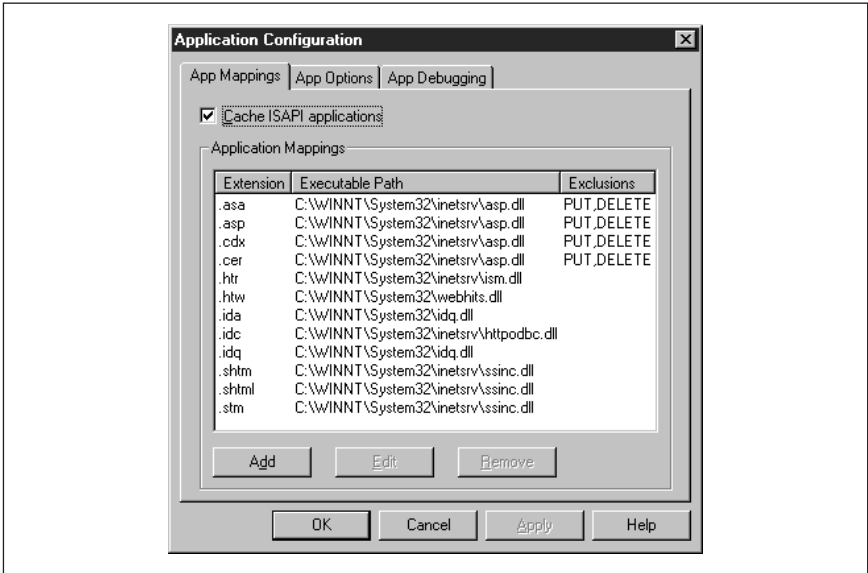 Application Configuration
App Mappings App Options App Debugging
Cache ISAPI applications
Application Mappings
Extension Executable Path Exclusions
.asa C:\WINNT\System32\inetsrv\asp.dll PUT,DELETE
.asp C:\WINNT\System32\inetsrv\asp.dll PUT,DELETE
.cdx C:\WINNT\System32\inetsrv\asp.dll PUT,DELETE
.cer C:\WINNT\System32\inetsrv\asp.dll PUT,DELETE
.htr C:\WINNT\System32\inetsrv\ism.dll
.htw C:\WINNT\System32\webhits.dll
.ida C:\WINNT\System32\idq.dll
.idc C:\WINNT\System32\inetsrv\httpodbc.dll
.idq C:\WINNT\System32\idq.dll
.shtm C:\WINNT\System32\inetsrv\ssinc.dll
.shtml C:\WINNT\System32\inetsrv\ssinc.dll
.stm C:\WINNT\System32\inetsrv\ssinc.dll
Add Edit Remove
OK Cancel Apply Help